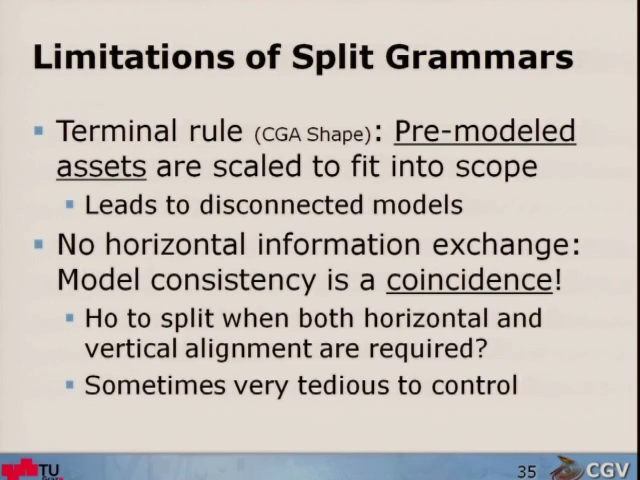 Limitations of Split Grammars
Terminal rule (CGA Shape): Pre-modeled
assets are scaled to fit into scope
Leads to disconnected models
No horizontal information exchange:
Model consistency is a coincidence!
Ho to split when both horizontal and
vertical alignment are required?
Sometimes very tedious to control
TU
Graz
35
CGV